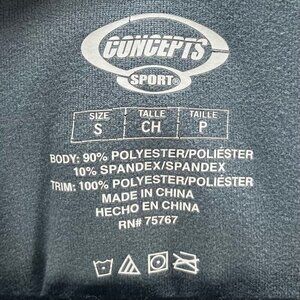 CONCEPTS
SPORT®
SIZE TALLE TAILLE
S CH P
BODY: 90% POLYESTER/POLIÉSTER
10% SPANDEX/SPANDEX
TRIM: 100% POLYESTER/POLIÉSTER
MADE IN CHINA
HECHO EN CHINA
RN# 75767